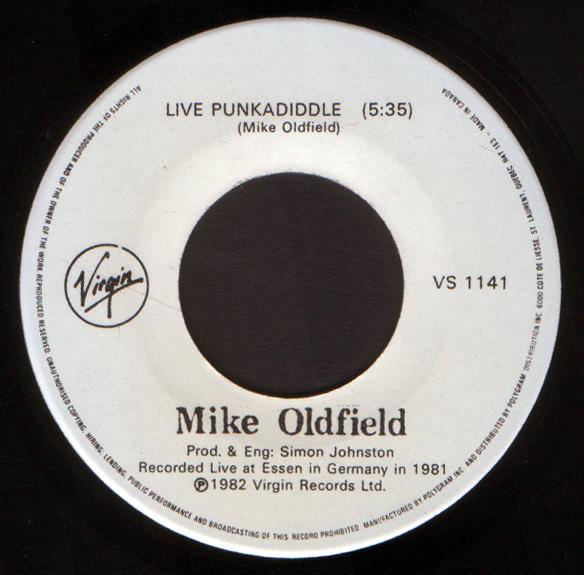 LIVE PUNKADIDDLE (5:35)
(Mike Oldfield)
Virgin
VS 1141
Mike Oldfield
Prod. & Eng: Simon Johnston
Recorded Live at Essen in Germany in 1981
℗1982 Virgin Records Ltd.
ALL RIGHTS OF THE PRODUCER AND OF THE OWNER OF THE WORK REPRODUCED RESERVED. UNAUTHORISED COPYING, HIRING, LENDING, PUBLIC PERFORMANCE AND BROADCASTING OF THIS RECORD PROHIBITED. MANUFACTURED BY POLYGRAM INC. AND DISTRIBUTED BY POLYGRAM DISTRIBUTION INC. 6000 COTE DE LIESSE, ST LAURENT, QUEBEC, H4T 1E3 - MADE IN CANADA